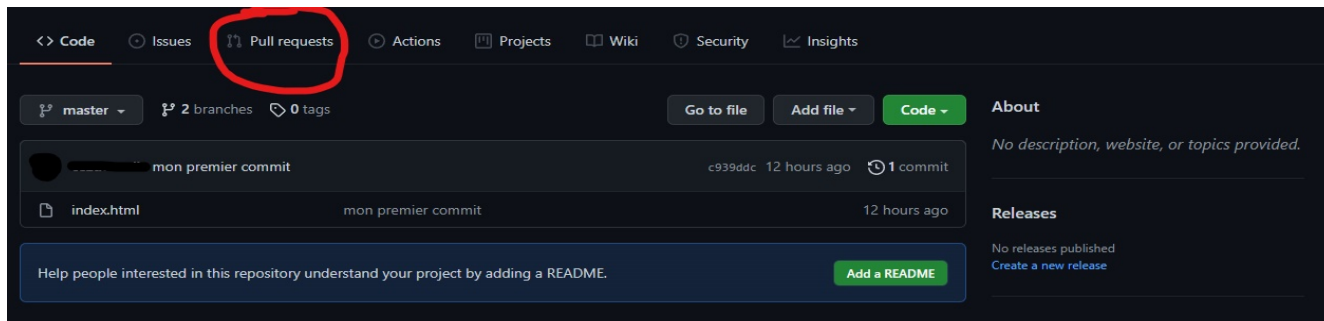 <> Code Issues Pull requests Actions Projects Wiki Security Insights
master 2 branches 0 tags Go to file Add file Code
mon premier commit c939ddc 12 hours ago 1 commit
index.html mon premier commit 12 hours ago
Help people interested in this repository understand your project by adding a README. Add a README
About
No description, website, or topics provided.
Releases
No releases published
Create a new release